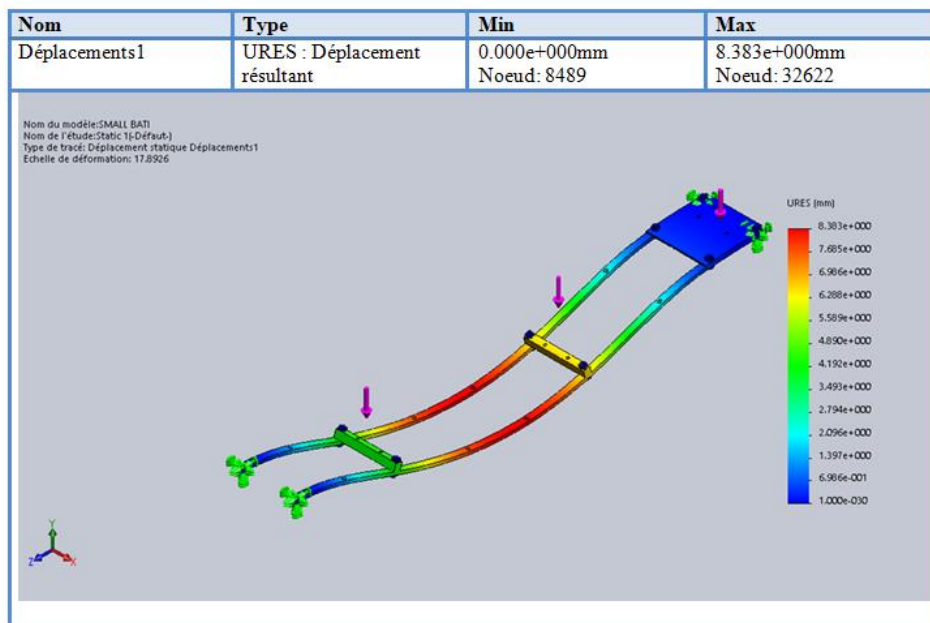 Nom Type Min Max
Déplacements1 URES : Déplacement résultant 0.000e+000mm Noeud: 8489 8.383e+000mm Noeud: 32622
Nom du modèle:SMALL BATI
Nom de l'étude:Static 1(-Défaut-)
Type de tracé: Déplacement statique Déplacements1
Echelle de déformation: 17.8926
URES (mm)
8.383e+000
7.685e+000
6.986e+000
6.288e+000
5.589e+000
4.890e+000
4.192e+000
3.493e+000
2.794e+000
2.096e+000
1.397e+000
6.986e-001
1.000e-030
Y
Z
X